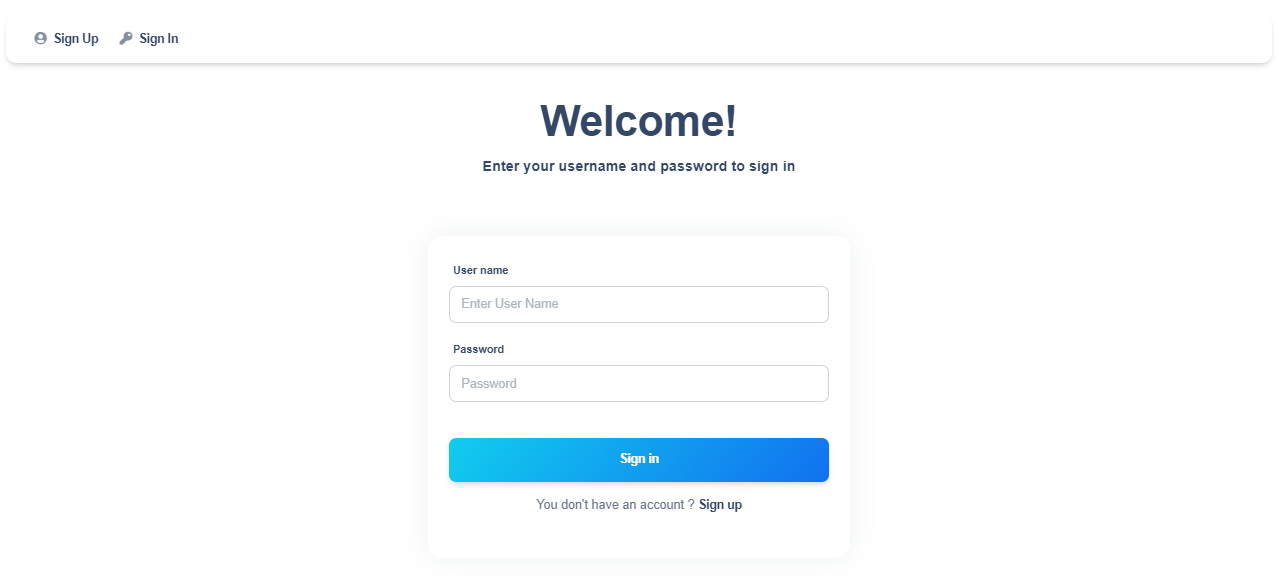 Sign Up Sign In
Welcome!
Enter your username and password to sign in
User name
Enter User Name
Password
Password
Sign in
You don't have an account ? Sign up